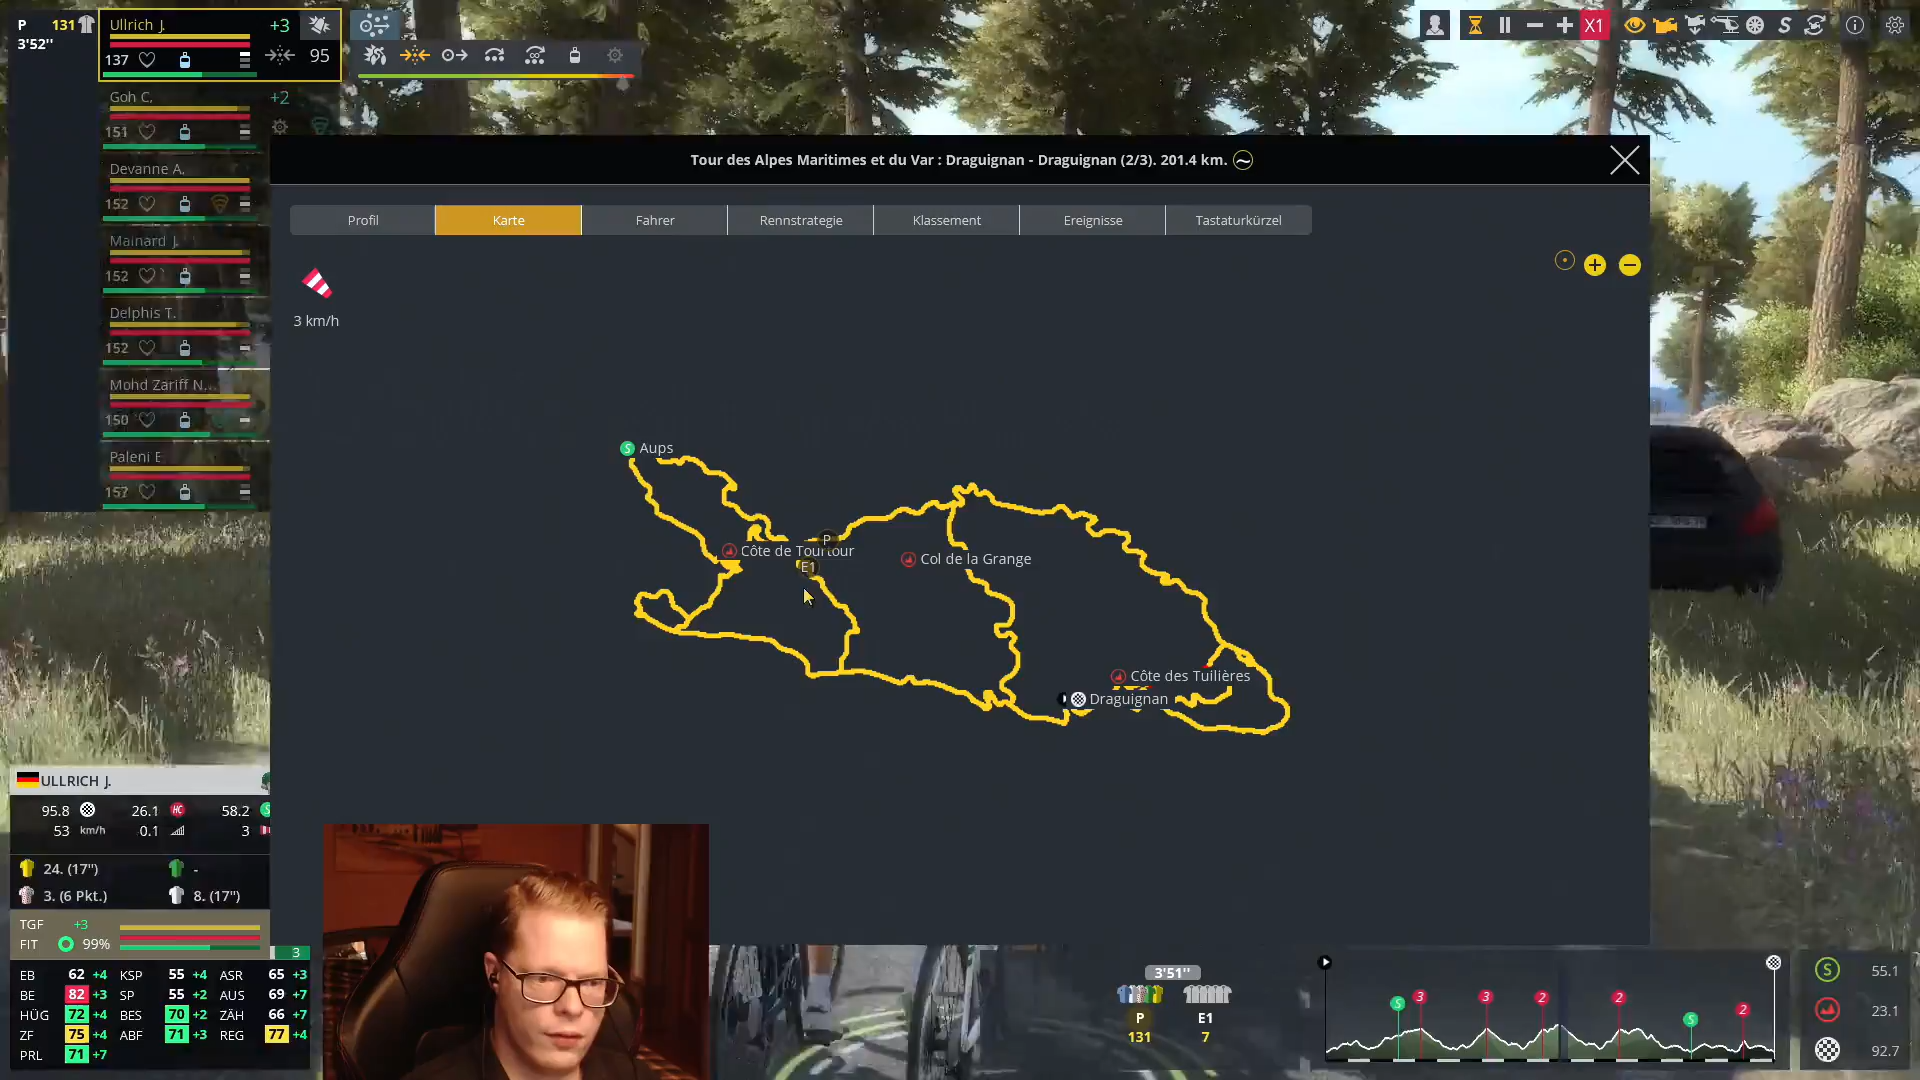 P 131
3'52''
Ullrich J. +3
137 95
Goh C. +2
151
Devanne A.
152
Mainard J.
152
Delphis T.
152
Mohd Zariff N...
150
Paleni E
157
X1
S
Tour des Alpes Maritimes et du Var : Draguignan - Draguignan (2/3). 201.4 km.
Profil Karte Fahrer Rennstrategie Klassement Ereignisse Tastaturkürzel
3 km/h
S Aups
P
Côte de Tourtour
E1
Col de la Grange
Côte des Tuilières
Draguignan
ULLRICH J.
95.8 26.1 HC 58.2 S
53 km/h 0.1 3
24. (17'') -
3. (6 Pkt.) 8. (17'')
TGF +3
FIT 99%
3
EB 62 +4 KSP 55 +4 ASR 65 +3
BE 82 +3 SP 55 +2 AUS 69 +7
HÜG 72 +4 BES 70 +2 ZÄH 66 +7
ZF 75 +4 ABF 71 +3 REG 77 +4
PRL 71 +7
3'51''
P E1
131 7
S 3 3 2 2 S 2
S 55.1
23.1
92.7